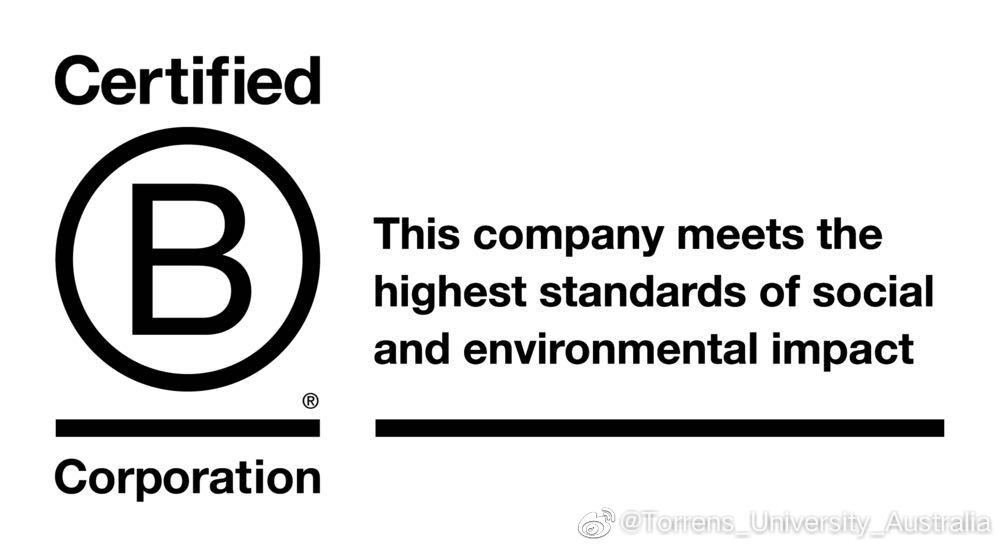 Certified
B
®
Corporation
This company meets the
highest standards of social
and environmental impact
@Torrens_University_Australia